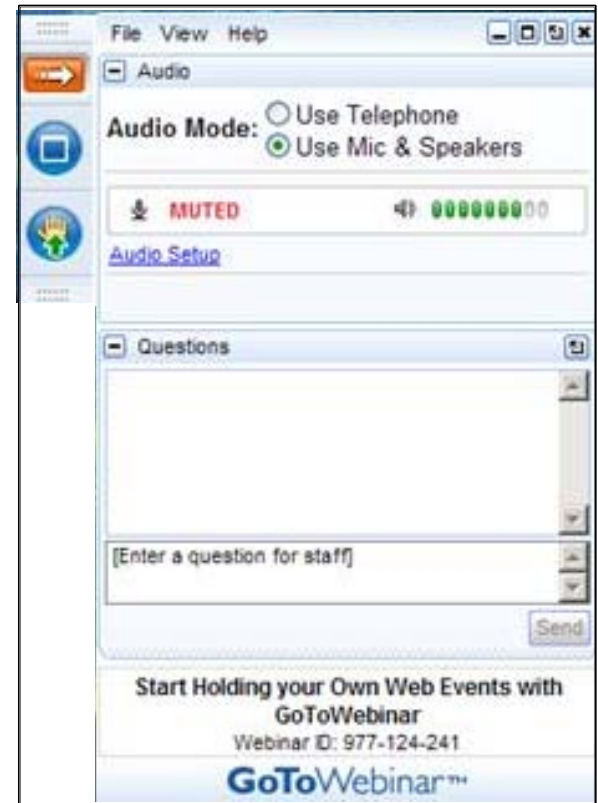 File View Help
Audio
Audio Mode:
Use Telephone
Use Mic & Speakers
MUTED
Audio Setup
Questions
[Enter a question for staff]
Send
Start Holding your Own Web Events with
GoToWebinar
Webinar ID: 977-124-241
GoToWebinar™